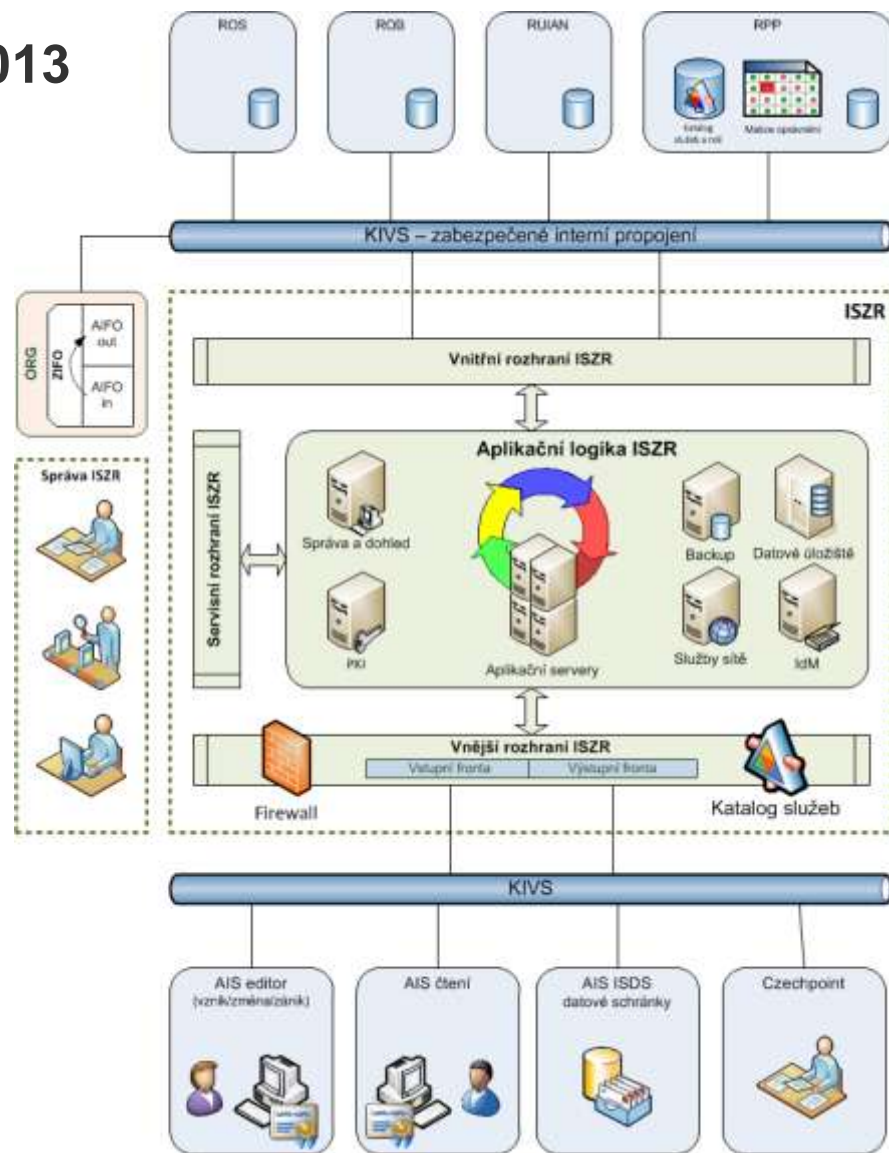 013
ROS
ROB
RUIAN
RPP
Katalog
služeb a rolí
Matice oprávnění
KIVS – zabezpečené interní propojení
ORG
ZIFO
AIFO
out
AIFO
in
ISZR
Vnitřní rozhraní ISZR
Správa ISZR
Servisní rozhraní ISZR
Aplikační logika ISZR
Správa a dohled
Backup
Datové úložiště
PKI
Aplikační servery
Služby sítě
IdM
Vnější rozhraní ISZR
Vstupní fronta
Výstupní fronta
Firewall
Katalog služeb
KIVS
AIS editor
(vznik/změna/zánik)
AIS čtení
AIS ISDS
datové schránky
Czechpoint